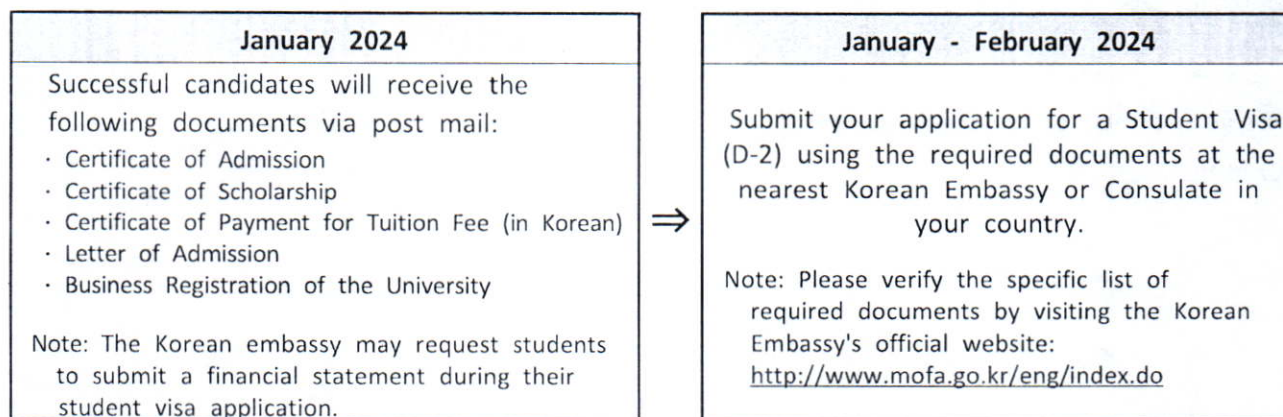 January 2024
Successful candidates will receive the
following documents via post mail:
· Certificate of Admission
· Certificate of Scholarship
· Certificate of Payment for Tuition Fee (in Korean)
· Letter of Admission
· Business Registration of the University
Note: The Korean embassy may request students
to submit a financial statement during their
student visa application.
⇒
January - February 2024
Submit your application for a Student Visa
(D-2) using the required documents at the
nearest Korean Embassy or Consulate in
your country.
Note: Please verify the specific list of
required documents by visiting the Korean
Embassy's official website:
http://www.mofa.go.kr/eng/index.do